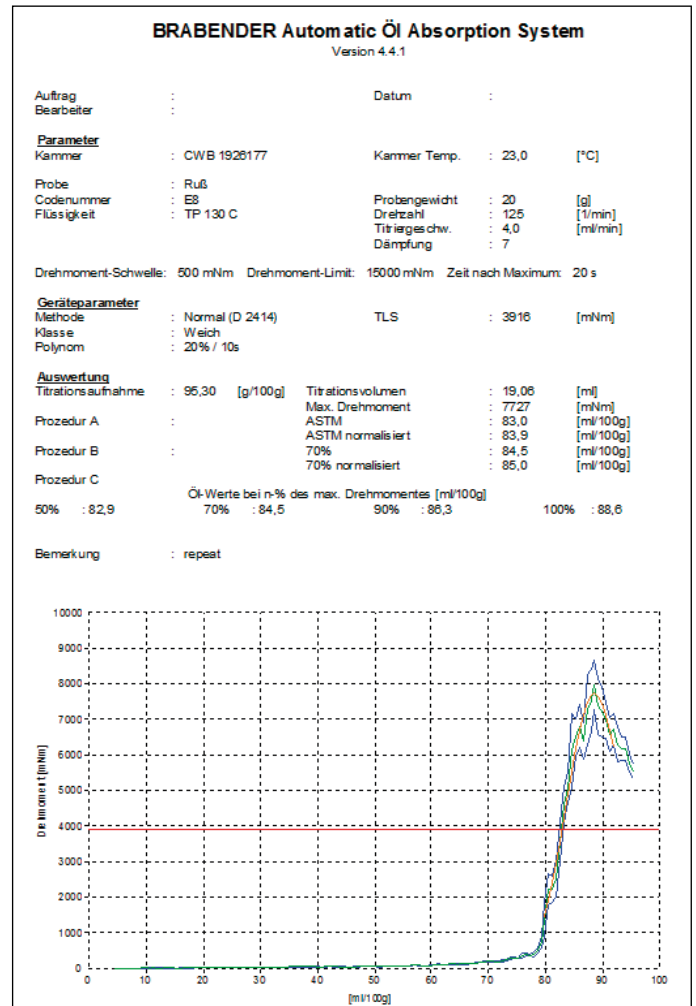 BRABENDER Automatic Öl Absorption System
Version 4.4.1
Auftrag : Datum :
Bearbeiter :
Parameter
Kammer : CWB 1926177 Kammer Temp. : 23,0 [°C]
Probe : Ruß
Codenummer : E8 Probengewicht : 20 [g]
Flüssigkeit : TP 130 C Drehzahl : 125 [1/min]
Titriergeschw. : 4,0 [ml/min]
Dämpfung : 7
Drehmoment-Schwelle: 500 mNm Drehmoment-Limit: 15000 mNm Zeit nach Maximum: 20 s
Geräteparameter
Methode : Normal (D 2414) TLS : 3916 [mNm]
Klasse : Weich
Polynom : 20% / 10s
Auswertung
Titrationsaufnahme : 95,30 [g/100g] Titrationsvolumen : 19,06 [ml]
Max. Drehmoment : 7727 [mNm]
Prozedur A : ASTM : 83,0 [ml/100g]
ASTM normalisiert : 83,9 [ml/100g]
Prozedur B : 70% : 84,5 [ml/100g]
70% normalisiert : 85,0 [ml/100g]
Prozedur C
Öl-Werte bei n-% des max. Drehmomentes [ml/100g]
50% : 82,9 70% : 84,5 90% : 86,3 100% : 88,6
Bemerkung : repeat
10000
9000
8000
7000
6000
5000
4000
3000
2000
1000
0
Drehmoment [mNm]
0 10 20 30 40 50 60 70 80 90 100
[ml/100g]